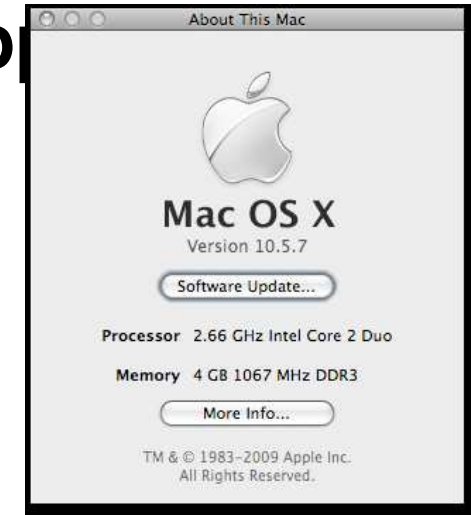 About This Mac
Mac OS X
Version 10.5.7
Software Update...
Processor 2.66 GHz Intel Core 2 Duo
Memory 4 GB 1067 MHz DDR3
More Info...
TM & © 1983-2009 Apple Inc.
All Rights Reserved.